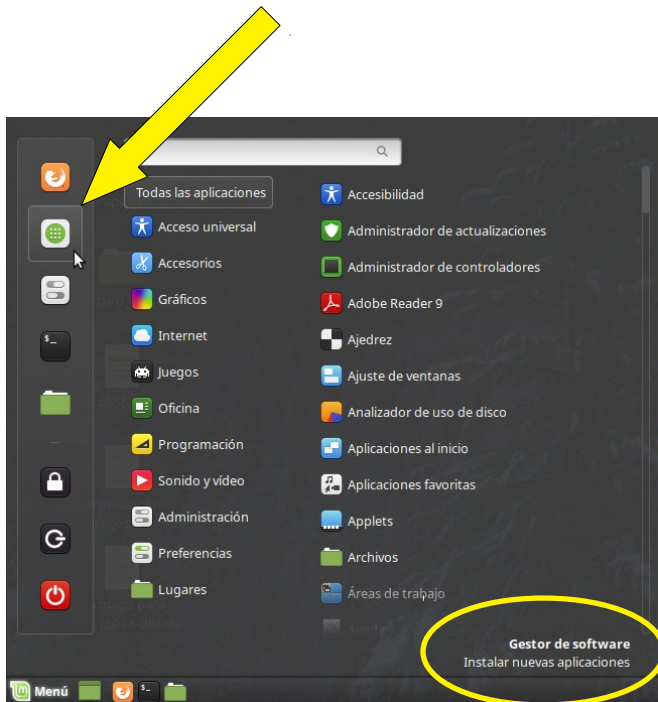 Todas las aplicaciones
Acceso universal
Accesorios
Gráficos
Internet
Juegos
Oficina
Programación
Sonido y vídeo
Administración
Preferencias
Lugares
Accesibilidad
Administrador de actualizaciones
Administrador de controladores
Adobe Reader 9
Ajedrez
Ajuste de ventanas
Analizador de uso de disco
Aplicaciones al inicio
Aplicaciones favoritas
Applets
Archivos
Áreas de trabajo
Ayuda
Gestor de software
Instalar nuevas aplicaciones
Menú